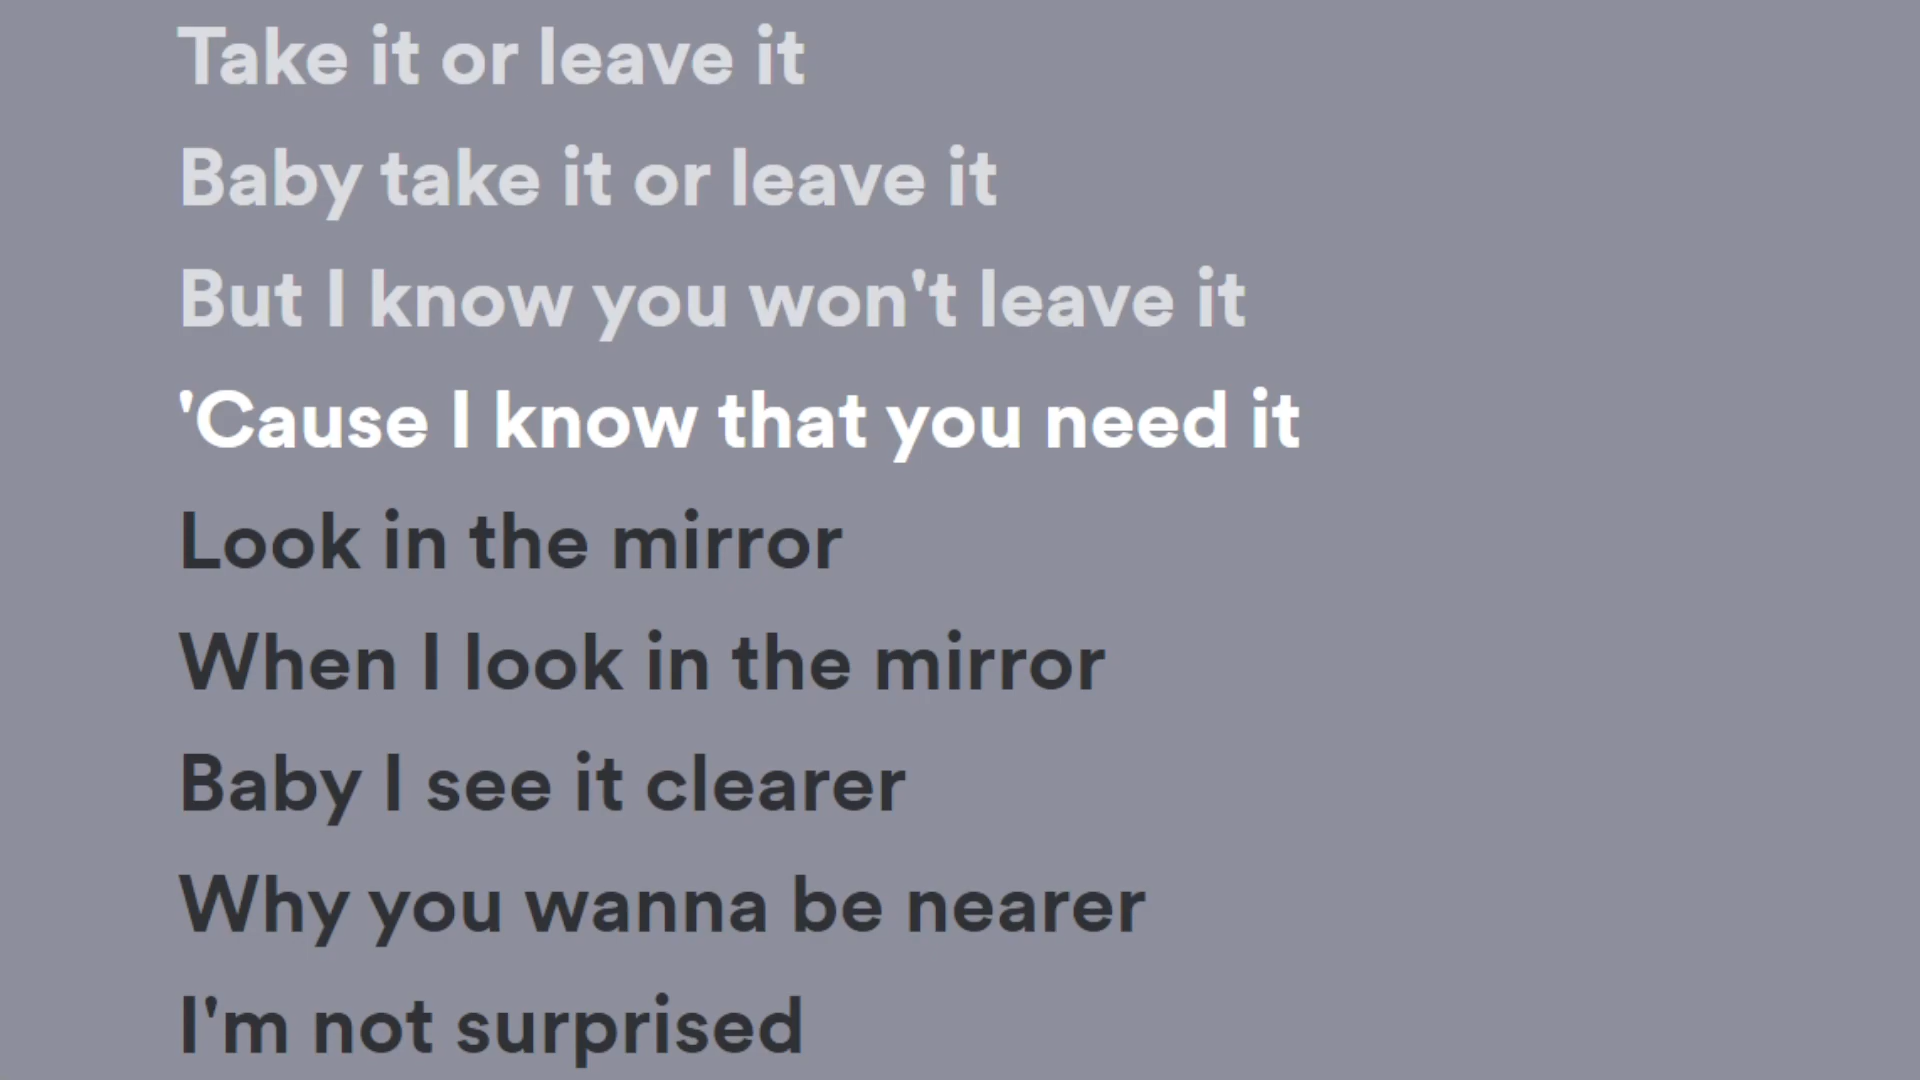 Take it or leave it
Baby take it or leave it
But I know you won't leave it
'Cause I know that you need it
Look in the mirror
When I look in the mirror
Baby I see it clearer
Why you wanna be nearer
I'm not surprised